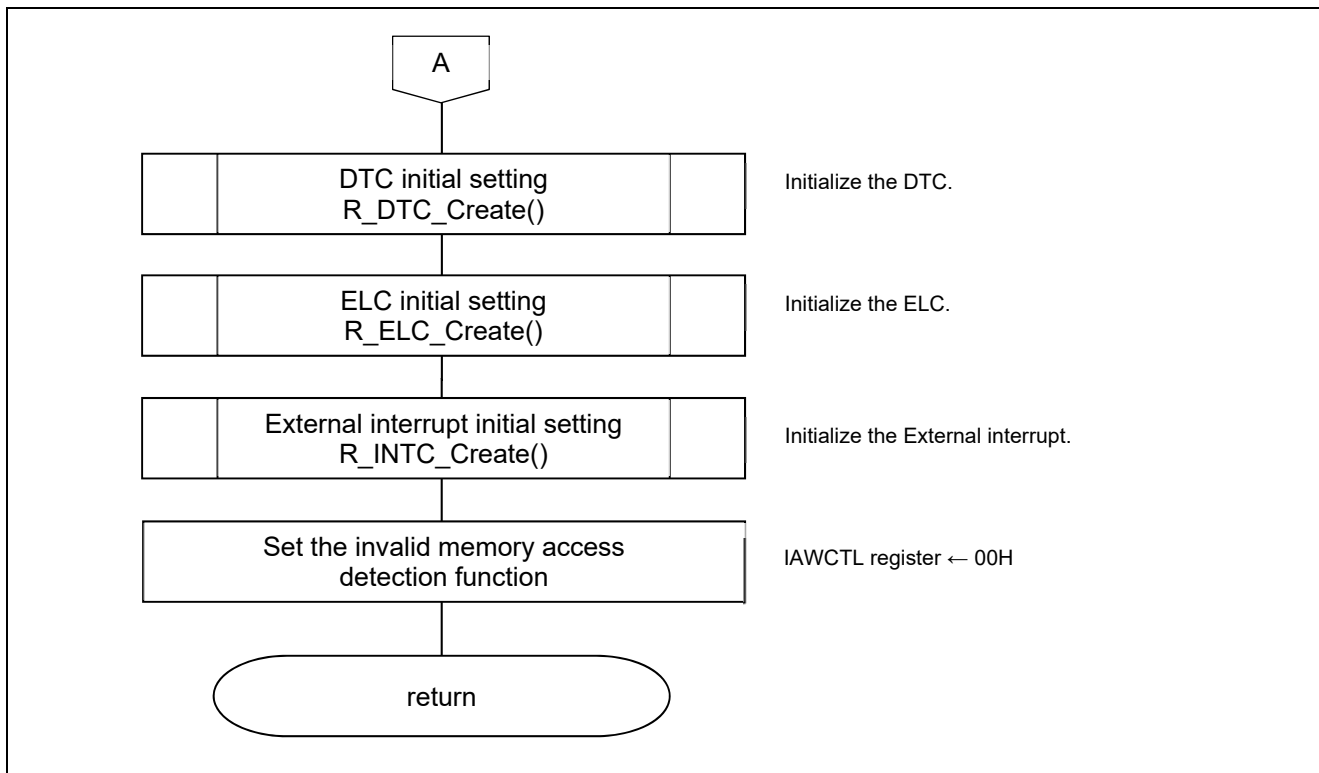 A
DTC initial setting
R_DTC_Create()
Initialize the DTC.
ELC initial setting
R_ELC_Create()
Initialize the ELC.
External interrupt initial setting
R_INTC_Create()
Initialize the External interrupt.
Set the invalid memory access
detection function
IAWCTL register ← 00H
return